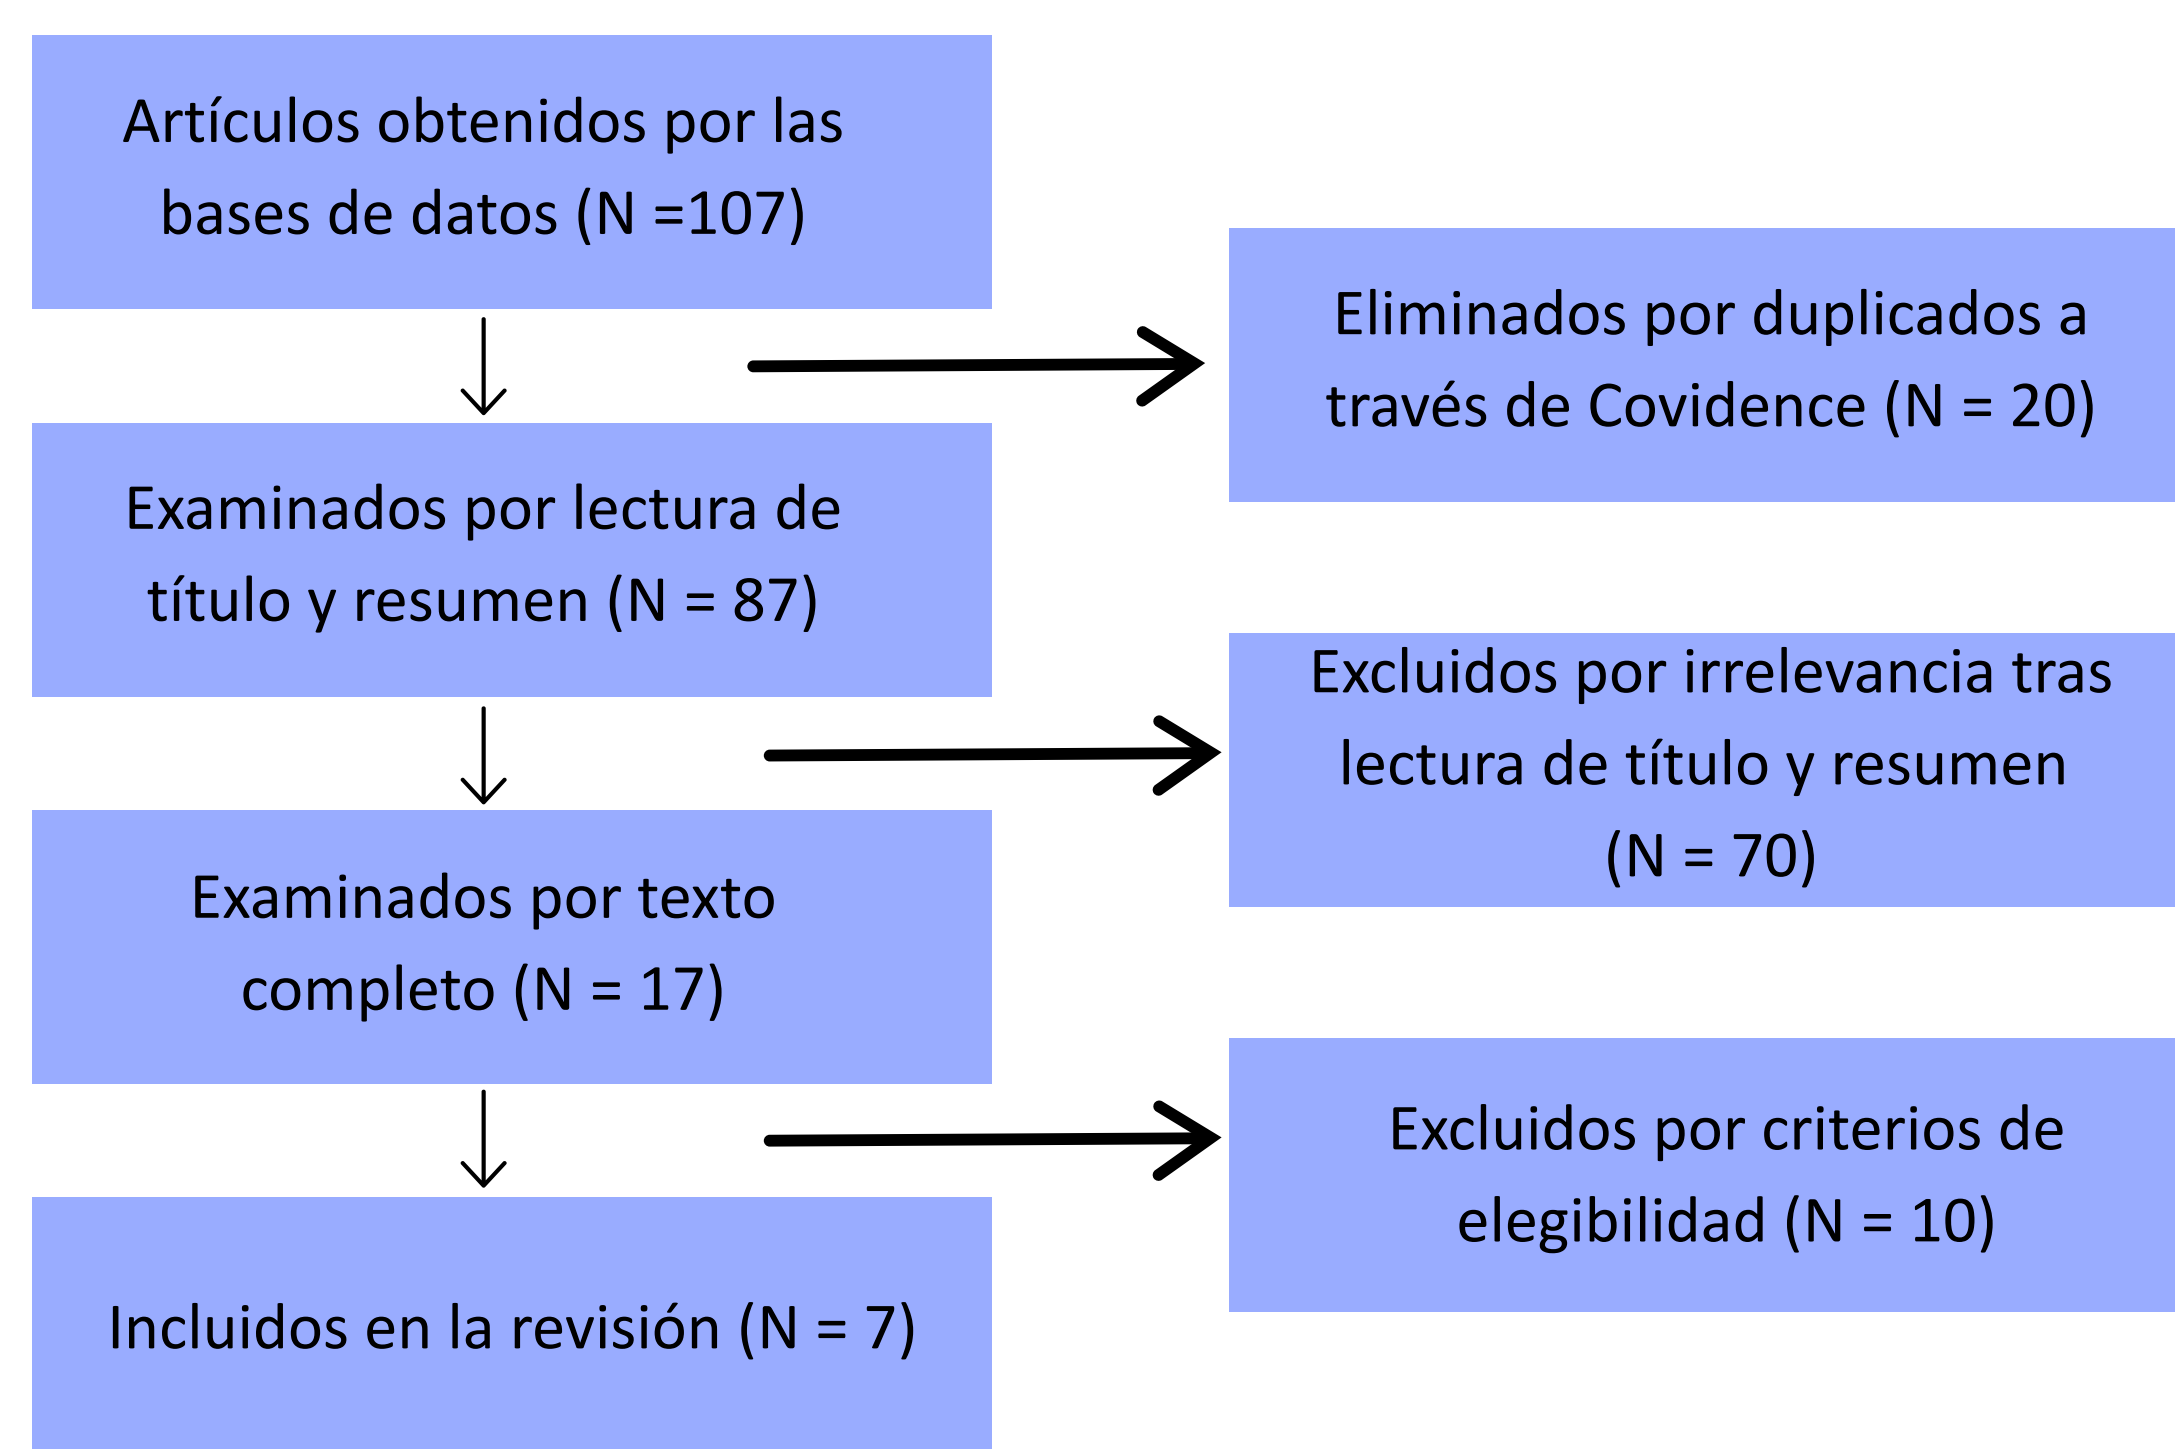 Artículos obtenidos por las
bases de datos (N =107)
Eliminados por duplicados a
través de Covidence (N = 20)
Examinados por lectura de
título y resumen (N = 87)
Excluidos por irrelevancia tras
lectura de título y resumen
(N = 70)
Examinados por texto
completo (N = 17)
Excluidos por criterios de
elegibilidad (N = 10)
Incluidos en la revisión (N = 7)